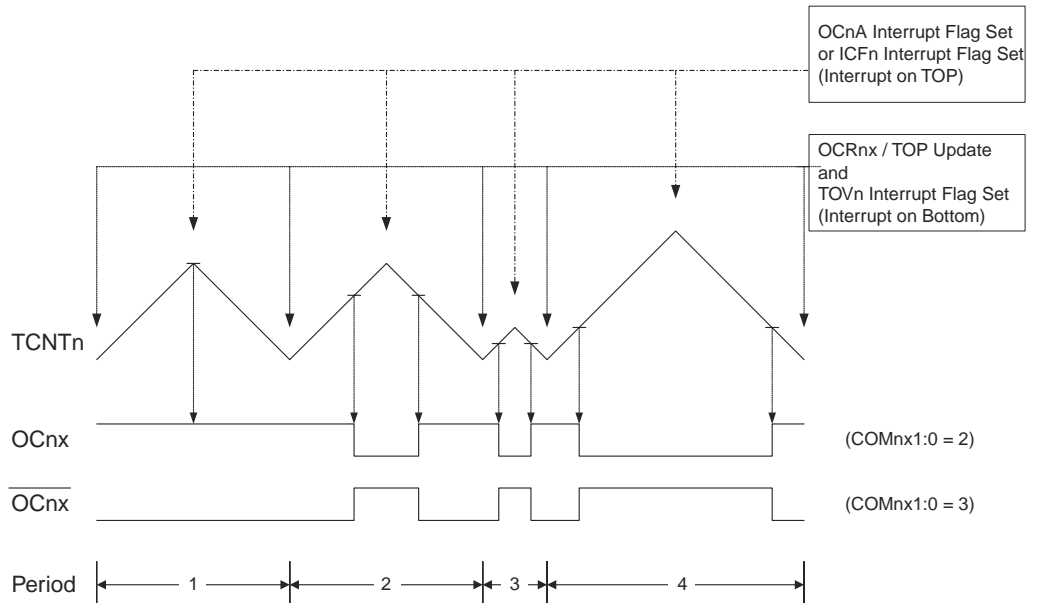 OCnA Interrupt Flag Set
or ICFn Interrupt Flag Set
(Interrupt on TOP)
OCRnx / TOP Update
and
TOVn Interrupt Flag Set
(Interrupt on Bottom)
TCNTn
OCnx
(COMnx1:0 = 2)
OCnx
(COMnx1:0 = 3)
Period
1
2
3
4